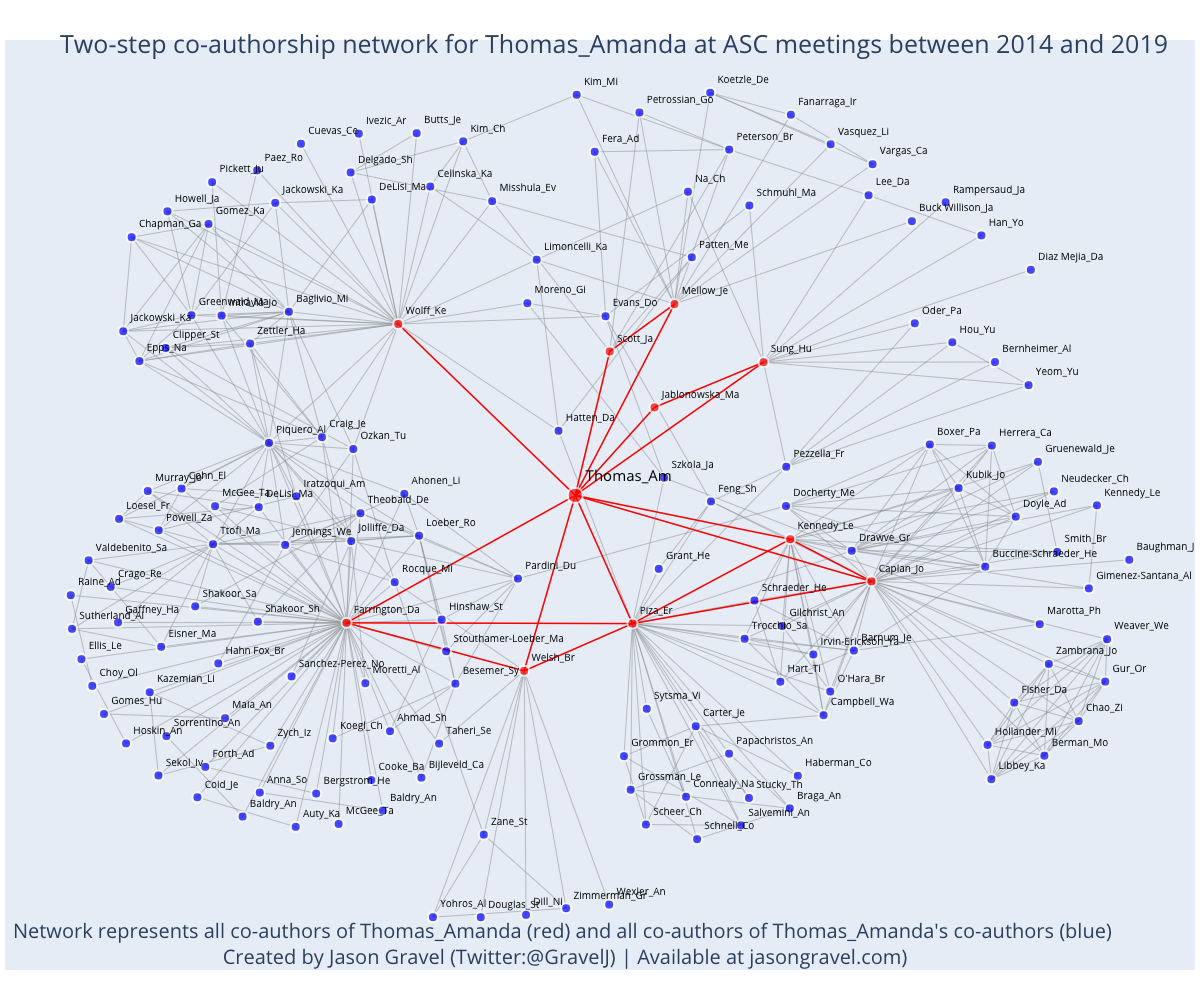 Two-step co-authorship network for Thomas_Amanda at ASC meetings between 2014 and 2019
Kim_Mi
Koetzle_De
Petrossian_Go
Fanarraga_Ir
Ivezic_Ar
Butts_Je
Cuevas_Ce
Kim_Ch
Fera_Ad
Peterson_Br
Vasquez_Li
Paez_Ro
Delgado_Sh
Vargas_Ca
Pickett_Ju
Celinska_Ka
Na_Ch
Lee_Da
Jackowski_Ka
DeLisi_Ma
Misshula_Ev
Schmuhl_Ma
Rampersaud_Ja
Howell_Ja
Gomez_Ka
Buck Willison_Ja
Chapman_Ga
Han_Yo
Limoncelli_Ka
Patten_Me
Diaz Mejia_Da
Moreno_Gi
Evans_Do
Mellow_Je
Greenwald_Ma
Baglivio_Mi
Wolff_Ke
Oder_Pa
Jackowski_Ka
Clipper_St
Zettler_Ha
Scott_Ja
Hou_Yu
Epps_Na
Sung_Hu
Bernheimer_Al
Yeom_Yu
Jablonowska_Ma
Hatten_Da
Piquero_Al
Craig_Je
Ozkan_Tu
Boxer_Pa
Herrera_Ca
Pezzella_Fr
Gruenewald_Je
Szkola_Ja
Thomas_Am
Murray_Jo
Cohn_El
Iratzoqui_Am
Ahonen_Li
Kubik_Jo
Neudecker_Ch
McGee_Ta
DeLisi_Ma
Feng_Sh
Docherty_Me
Kennedy_Le
Loesel_Fr
Theobald_De
Doyle_Ad
Powell_Za
Ttofi_Ma
Jennings_We
Jolliffe_Da
Loeber_Ro
Kennedy_Le
Drawve_Gr
Smith_Br
Valdebenito_Sa
Buccine-Schraeder_He
Baughman_J
Crago_Re
Rocque_Mi
Pardini_Du
Grant_He
Caplan_Jo
Gimenez-Santana_Al
Raine_Ad
Shakoor_Sa
Schraeder_He
Sutherland_Al
Gaffney_Ha
Shakoor_Sh
Farrington_Da
Hinshaw_St
Piza_Er
Gilchrist_An
Marotta_Ph
Eisner_Ma
Trocchio_Sa
Weaver_We
Ellis_Le
Hahn Fox_Br
Stouthamer-Loeber_Ma
Irvin-Erickson_Ya
Barnum_Je
Zambrana_Jo
Choy_Ol
Sanchez-Perez_No
Moretti_Al
Besemer_Sy
Welsh_Br
Hart_Ti
Gur_Or
Kazemian_Li
O'Hara_Br
Gomes_Hu
Maia_An
Sytsma_Vi
Campbell_Wa
Fisher_Da
Hoskin_An
Sorrentino_An
Koegl_Ch
Ahmad_Sh
Carter_Je
Chao_Zi
Zych_Iz
Taheri_Se
Hollander_Mi
Sekol_Iv
Forth_Ad
Grommon_Er
Papachristos_An
Berman_Mo
Coid_Je
Anna_So
Bergstrom_He
Cooke_Ba
Bijleveld_Ca
Haberman_Co
Libbey_Ka
Grossman_Le
Connealy_Na
Stucky_Th
Baldry_An
Auty_Ka
McGee_Ta
Baldry_An
Braga_An
Zane_St
Scheer_Ch
Schnell_Co
Salvemini_An
Yohros_Al
Douglas_St
Dill_Ni
Zimmerman_Gr
Wexler_An
Network represents all co-authors of Thomas_Amanda (red) and all co-authors of Thomas_Amanda's co-authors (blue)
Created by Jason Gravel (Twitter:@GravelJ) | Available at jasongravel.com)